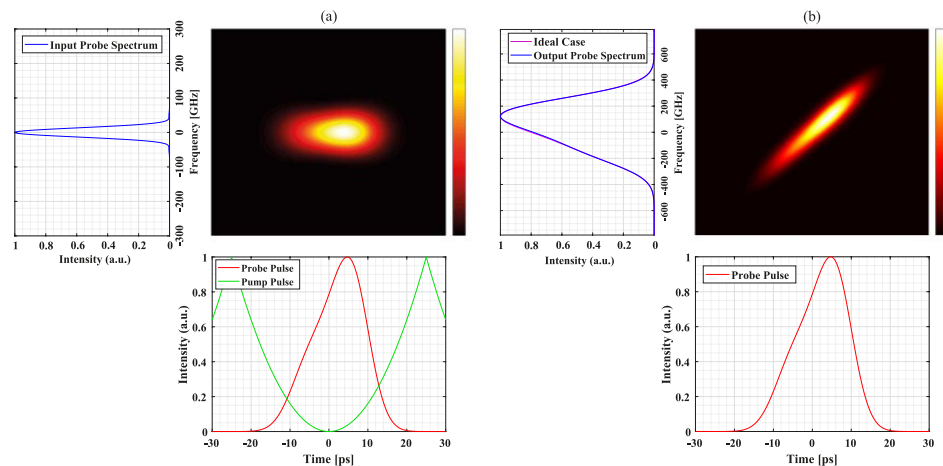 (a)
Input Probe Spectrum
300
200
100
0
-100
-200
-300
Frequency [GHz]
1 0.8 0.6 0.4 0.2 0
Intensity (a.u.)
Probe Pulse
Pump Pulse
1
0.8
0.6
0.4
0.2
0
Intensity (a.u.)
-30 -20 -10 0 10 20 30
Time [ps]
(b)
Ideal Case
Output Probe Spectrum
600
400
200
0
-200
-400
-600
Frequency [GHz]
1 0.8 0.6 0.4 0.2 0
Intensity (a.u.)
Probe Pulse
1
0.8
0.6
0.4
0.2
0
Intensity (a.u.)
-30 -20 -10 0 10 20 30
Time [ps]